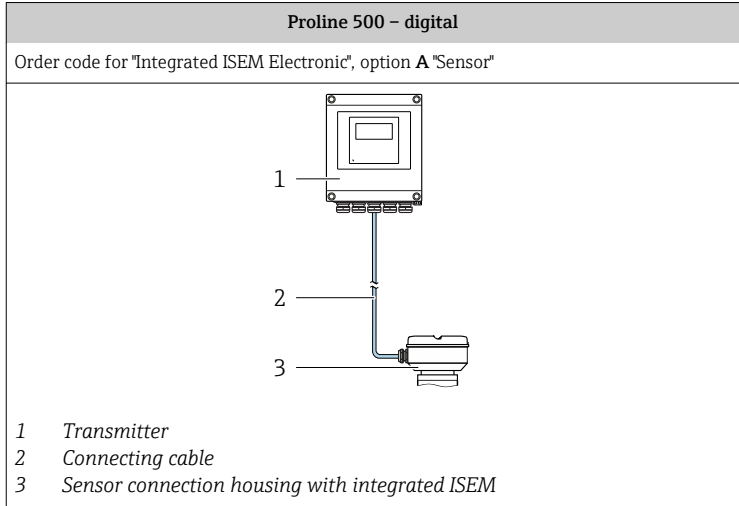 Proline 500 – digital
Order code for "Integrated ISEM Electronic", option A "Sensor"
1
2
3
1 Transmitter
2 Connecting cable
3 Sensor connection housing with integrated ISEM